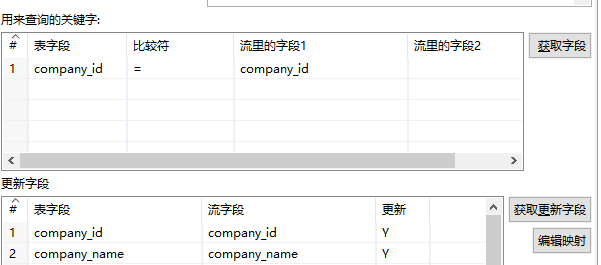 用来查询的关键字:
# 表字段 比较符 流里的字段1 流里的字段2 获取字段
1 company_id = company_id
更新字段
# 表字段 流字段 更新 获取更新字段
1 company_id company_id Y 编辑映射
2 company_name company_name Y